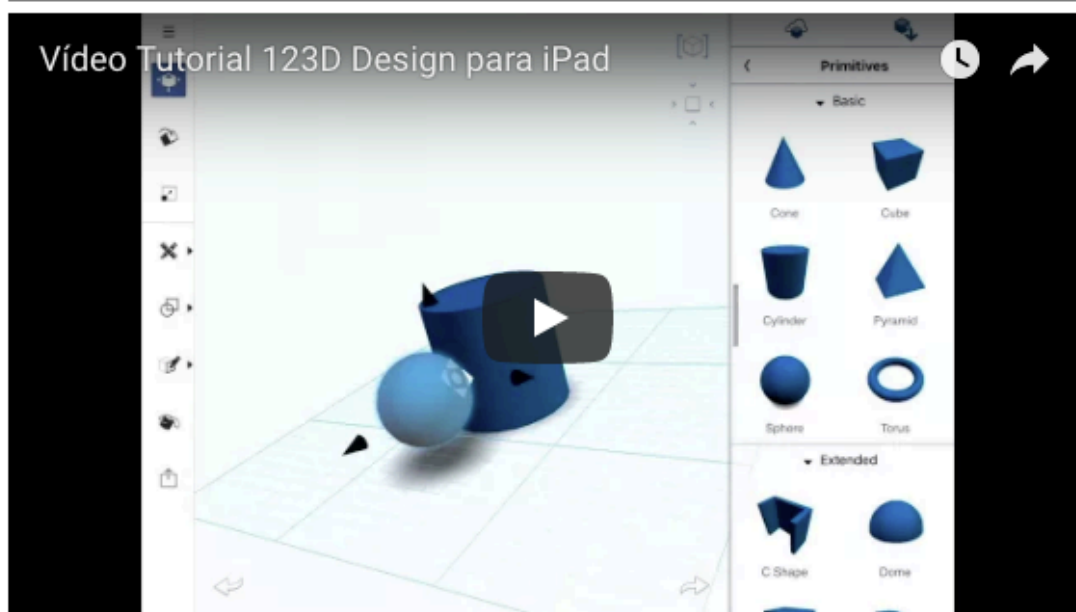 Vídeo Tutorial 123D Design para iPad
Primitives
Basic
Cone Cube
Cylinder Pyramid
Sphere Torus
Extended
C Shape Dome